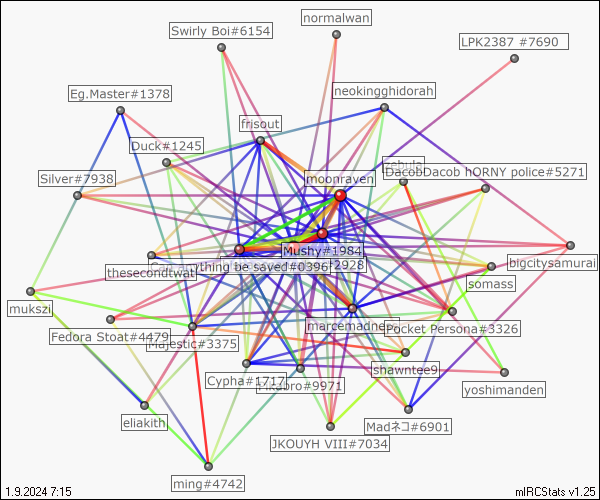 normalwan
Swirly Boi#6154
LPK2387 #7690
Eg.Master#1378
neokingghidorah
frisout
Duck#1245
nebula
DacobDacob hORNY police#5271
Silver#7938
moonraven
Mushy#1984
bigcitysamurai
anything be saved#0396
2928
thesecondtwat
somass
mukszi
marcemadness
Pocket Persona#3326
Fedora Stoat#4479
Majestic#3375
shawntee9
Cypha#1717
#9971
yoshimanden
eliakith
Madネコ#6901
JKOUYH VIII#7034
ming#4742
1.9.2024 7:15
mIRCStats v1.25